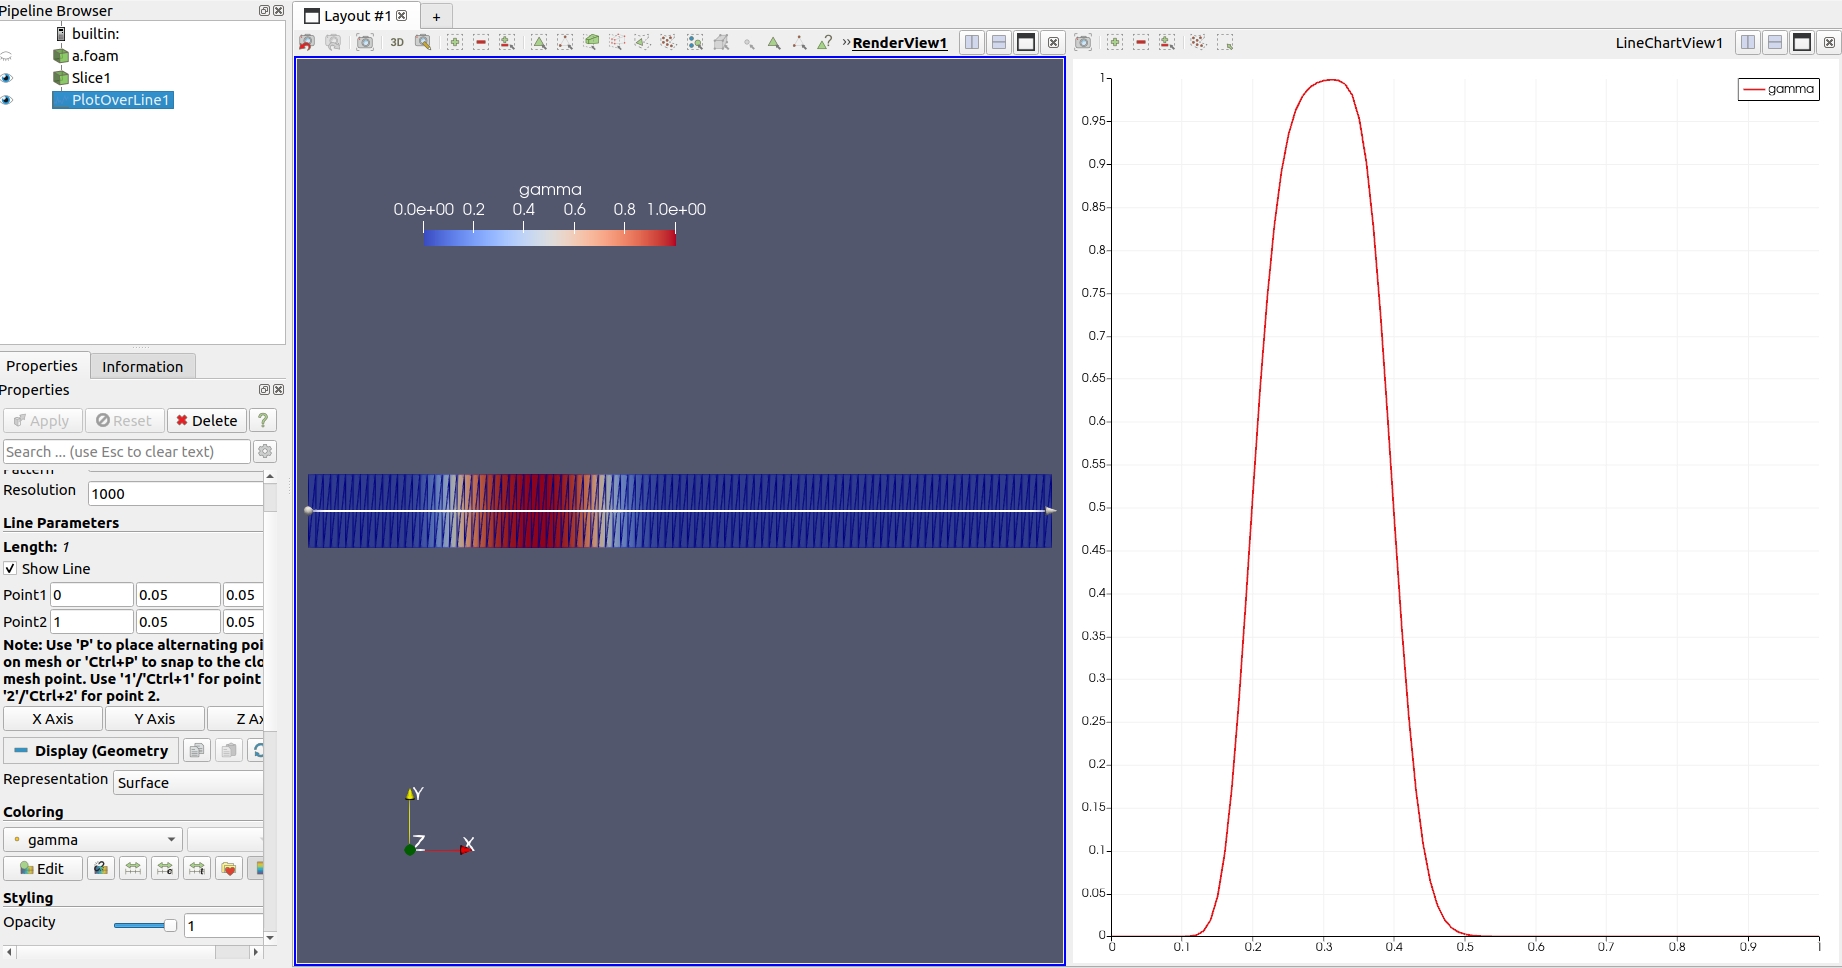 Pipeline Browser
builtin:
a.foam
Slice1
PlotOverLine1
Properties
Information
Properties
Apply
Reset
Delete
?
Search ... (use Esc to clear text)
Pattern
Resolution
1000
Line Parameters
Length: 1
Show Line
Point1 0 0.05 0.05
Point2 1 0.05 0.05
Note: Use 'P' to place alternating poi
on mesh or 'Ctrl+P' to snap to the clo
mesh point. Use '1'/'Ctrl+1' for point
'2'/'Ctrl+2' for point 2.
X Axis
Y Axis
Z Ax
Display (Geometry
Representation
Surface
Coloring
gamma
Edit
Styling
Opacity
1
Layout #1
+
3D
»
RenderView1
gamma
0.0e+00 0.2 0.4 0.6 0.8 1.0e+00
Y
Z
X
LineChartView1
gamma
1
0.95
0.9
0.85
0.8
0.75
0.7
0.65
0.6
0.55
0.5
0.45
0.4
0.35
0.3
0.25
0.2
0.15
0.1
0.05
0
0 0.1 0.2 0.3 0.4 0.5 0.6 0.7 0.8 0.9 1